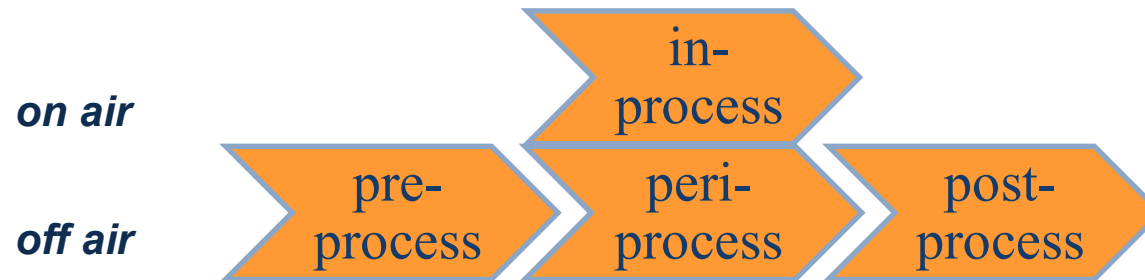 on air
in-
process
off air
pre-
process
peri-
process
post-
process